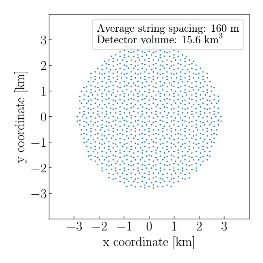 Average string spacing: 160 m
Detector volume: 15.6 km³
3
2
1
0
−1
−2
−3
y coordinate [km]
−3 −2 −1 0 1 2 3
x coordinate [km]